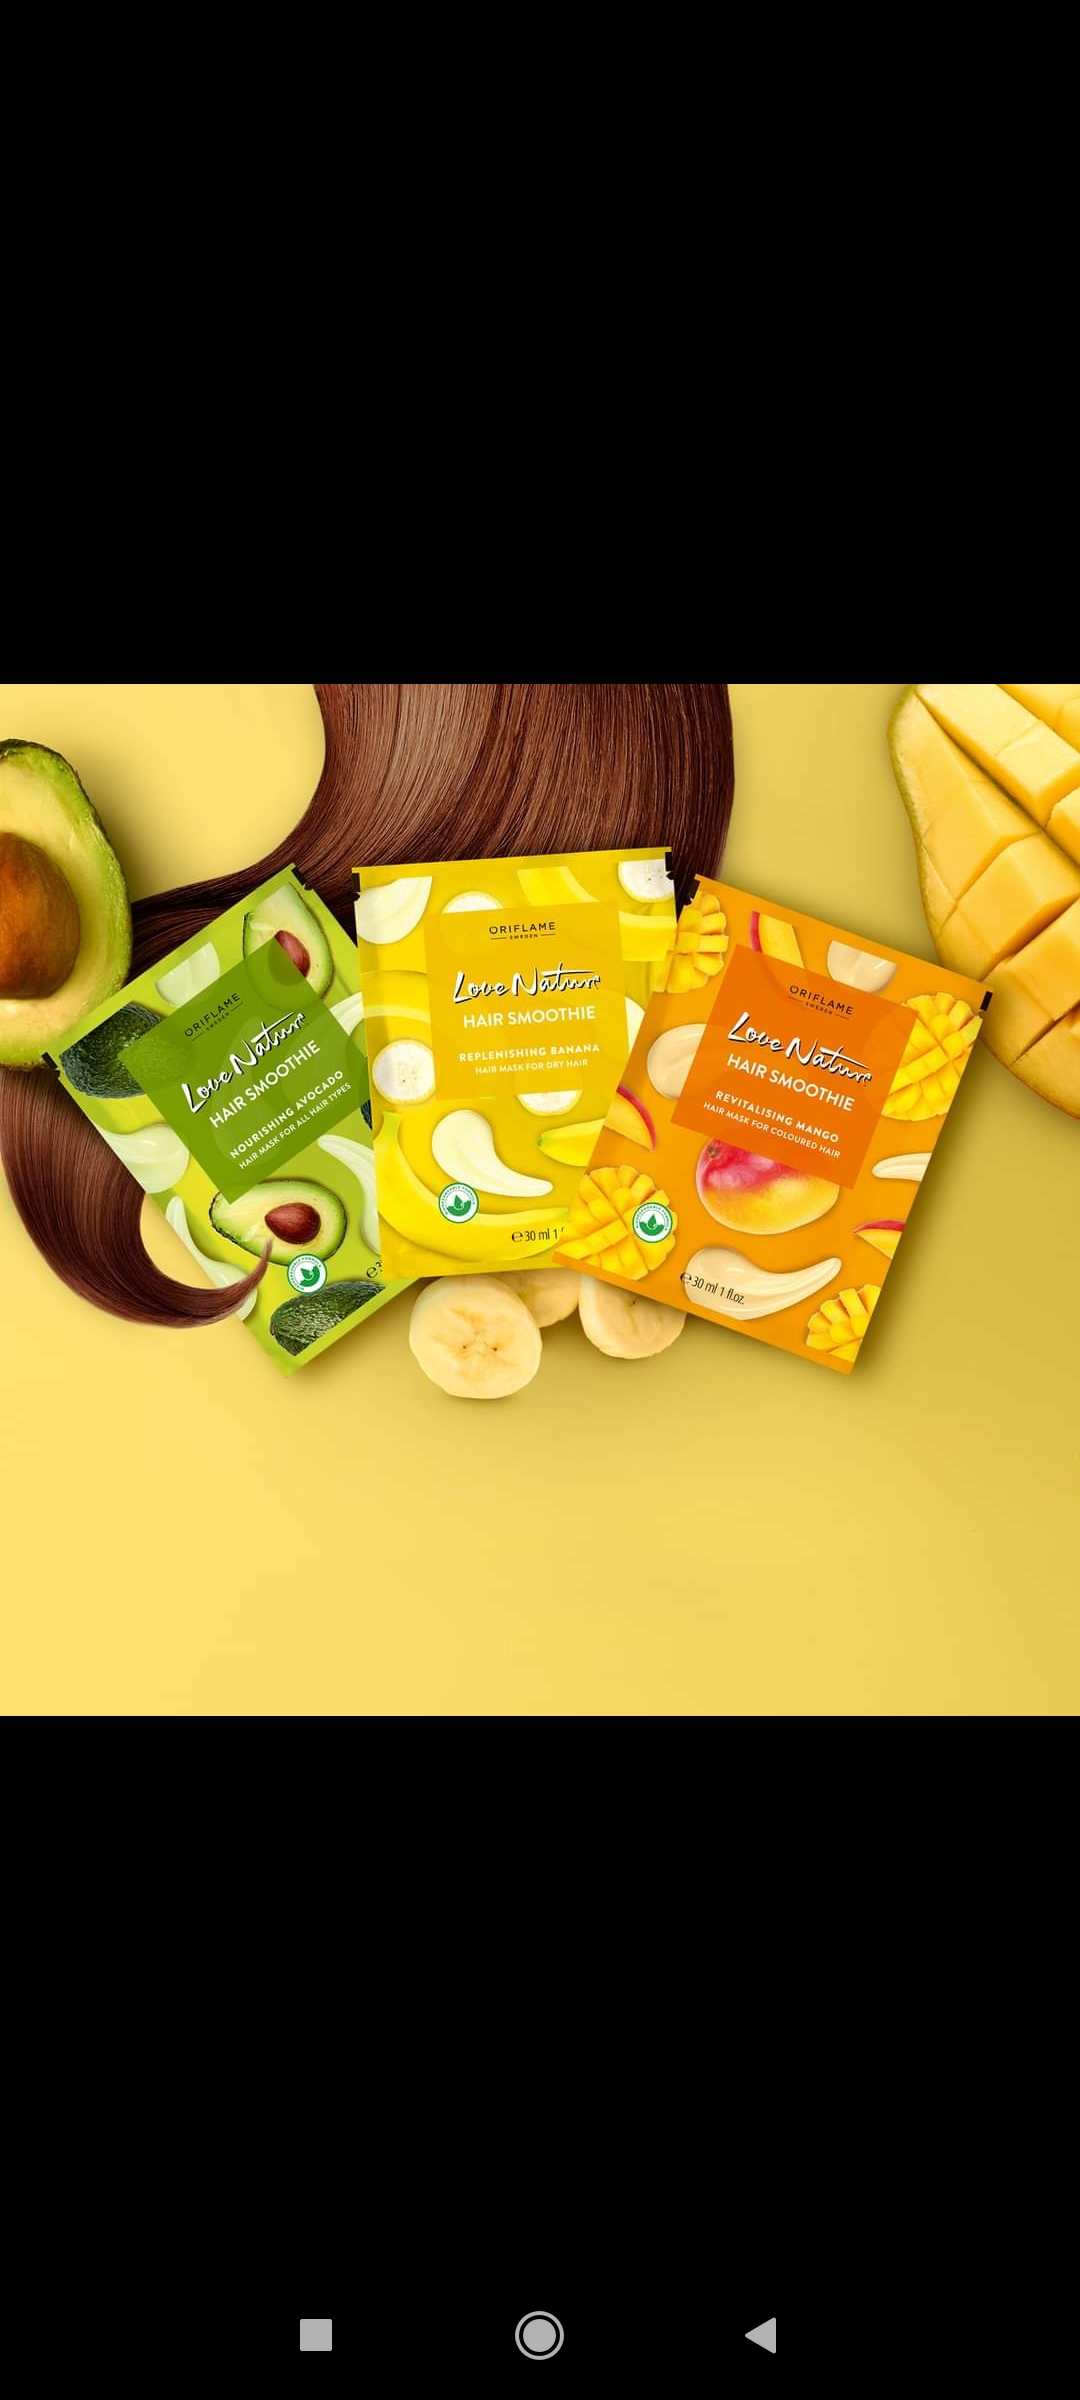 ORIFLAME
SWEDEN
Love Nature
HAIR SMOOTHIE
NOURISHING AVOCADO
HAIR MASK FOR ALL HAIR TYPES
ORIFLAME
SWEDEN
Love Nature
HAIR SMOOTHIE
REPLENISHING BANANA
HAIR MASK FOR DRY HAIR
℮ 30 ml 1
ORIFLAME
SWEDEN
Love Nature
HAIR SMOOTHIE
REVITALISING MANGO
HAIR MASK FOR COLOURED HAIR
℮ 30 ml 1 fl.oz.